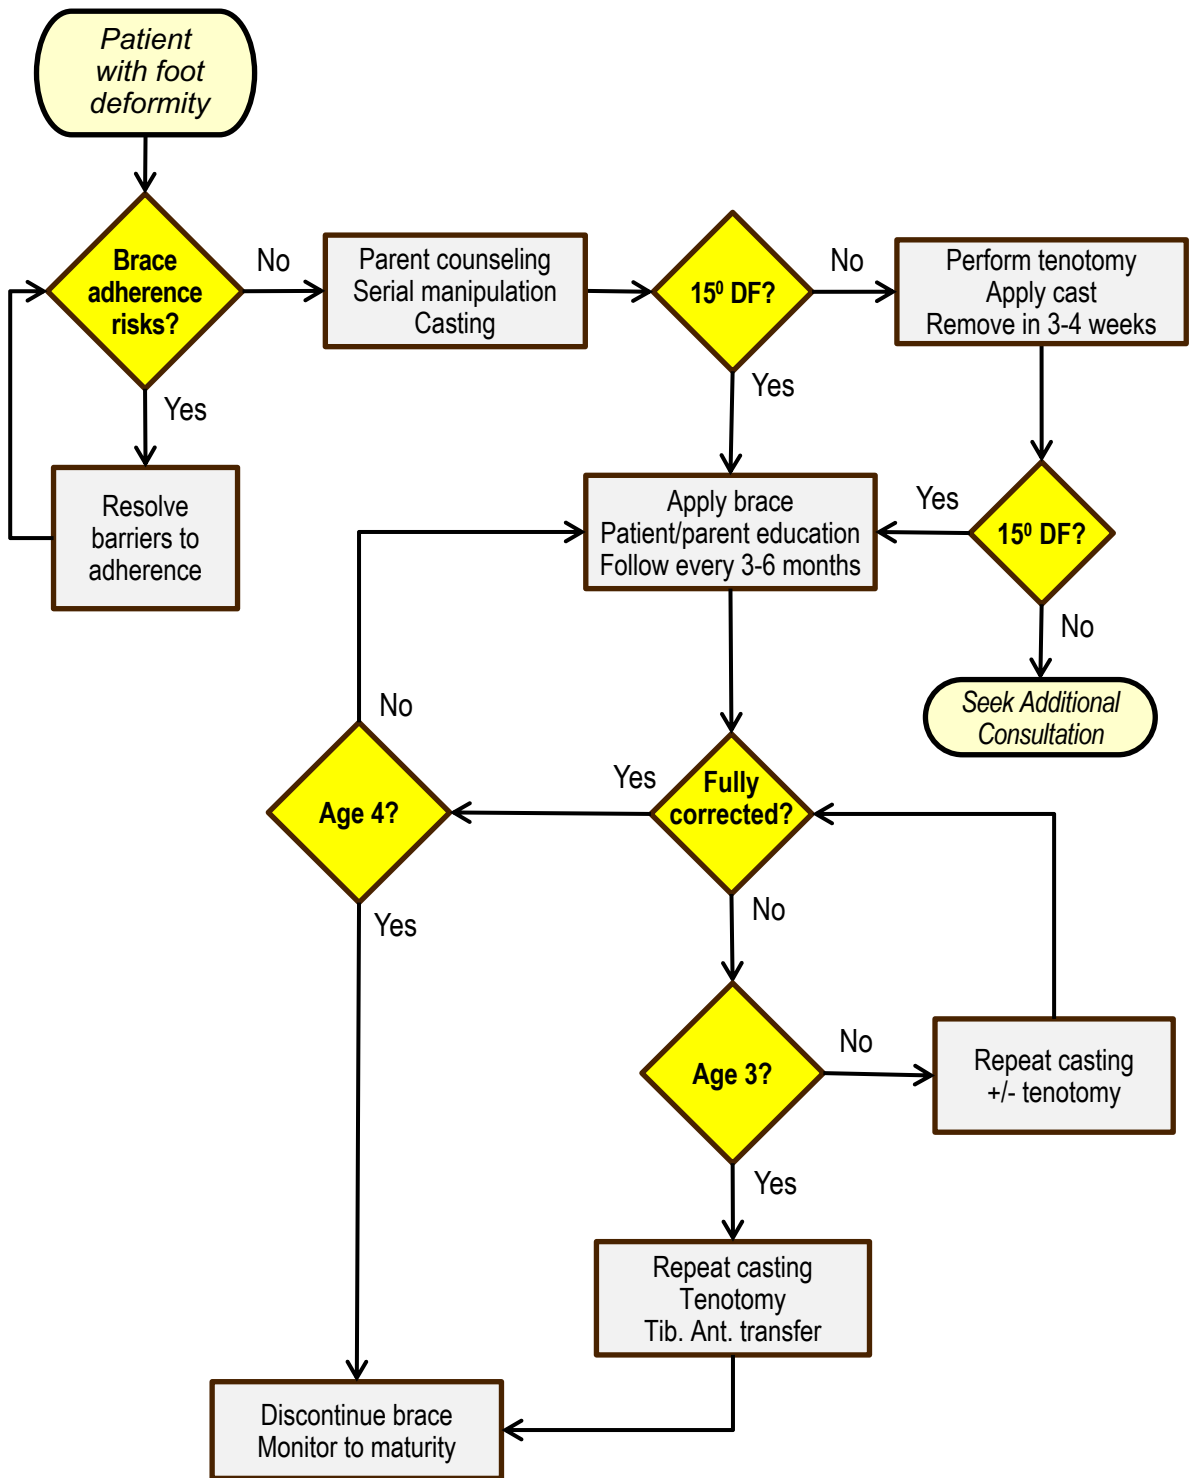 Patient
with foot
deformity
Brace
adherence
risks?
No
Yes
Resolve
barriers to
adherence
Parent counseling
Serial manipulation
Casting
15⁰ DF?
No
Yes
Perform tenotomy
Apply cast
Remove in 3-4 weeks
15⁰ DF?
Yes
No
Seek Additional
Consultation
Apply brace
Patient/parent education
Follow every 3-6 months
Fully
corrected?
Yes
No
Age 4?
No
Yes
Age 3?
No
Yes
Repeat casting
+/- tenotomy
Repeat casting
Tenotomy
Tib. Ant. transfer
Discontinue brace
Monitor to maturity